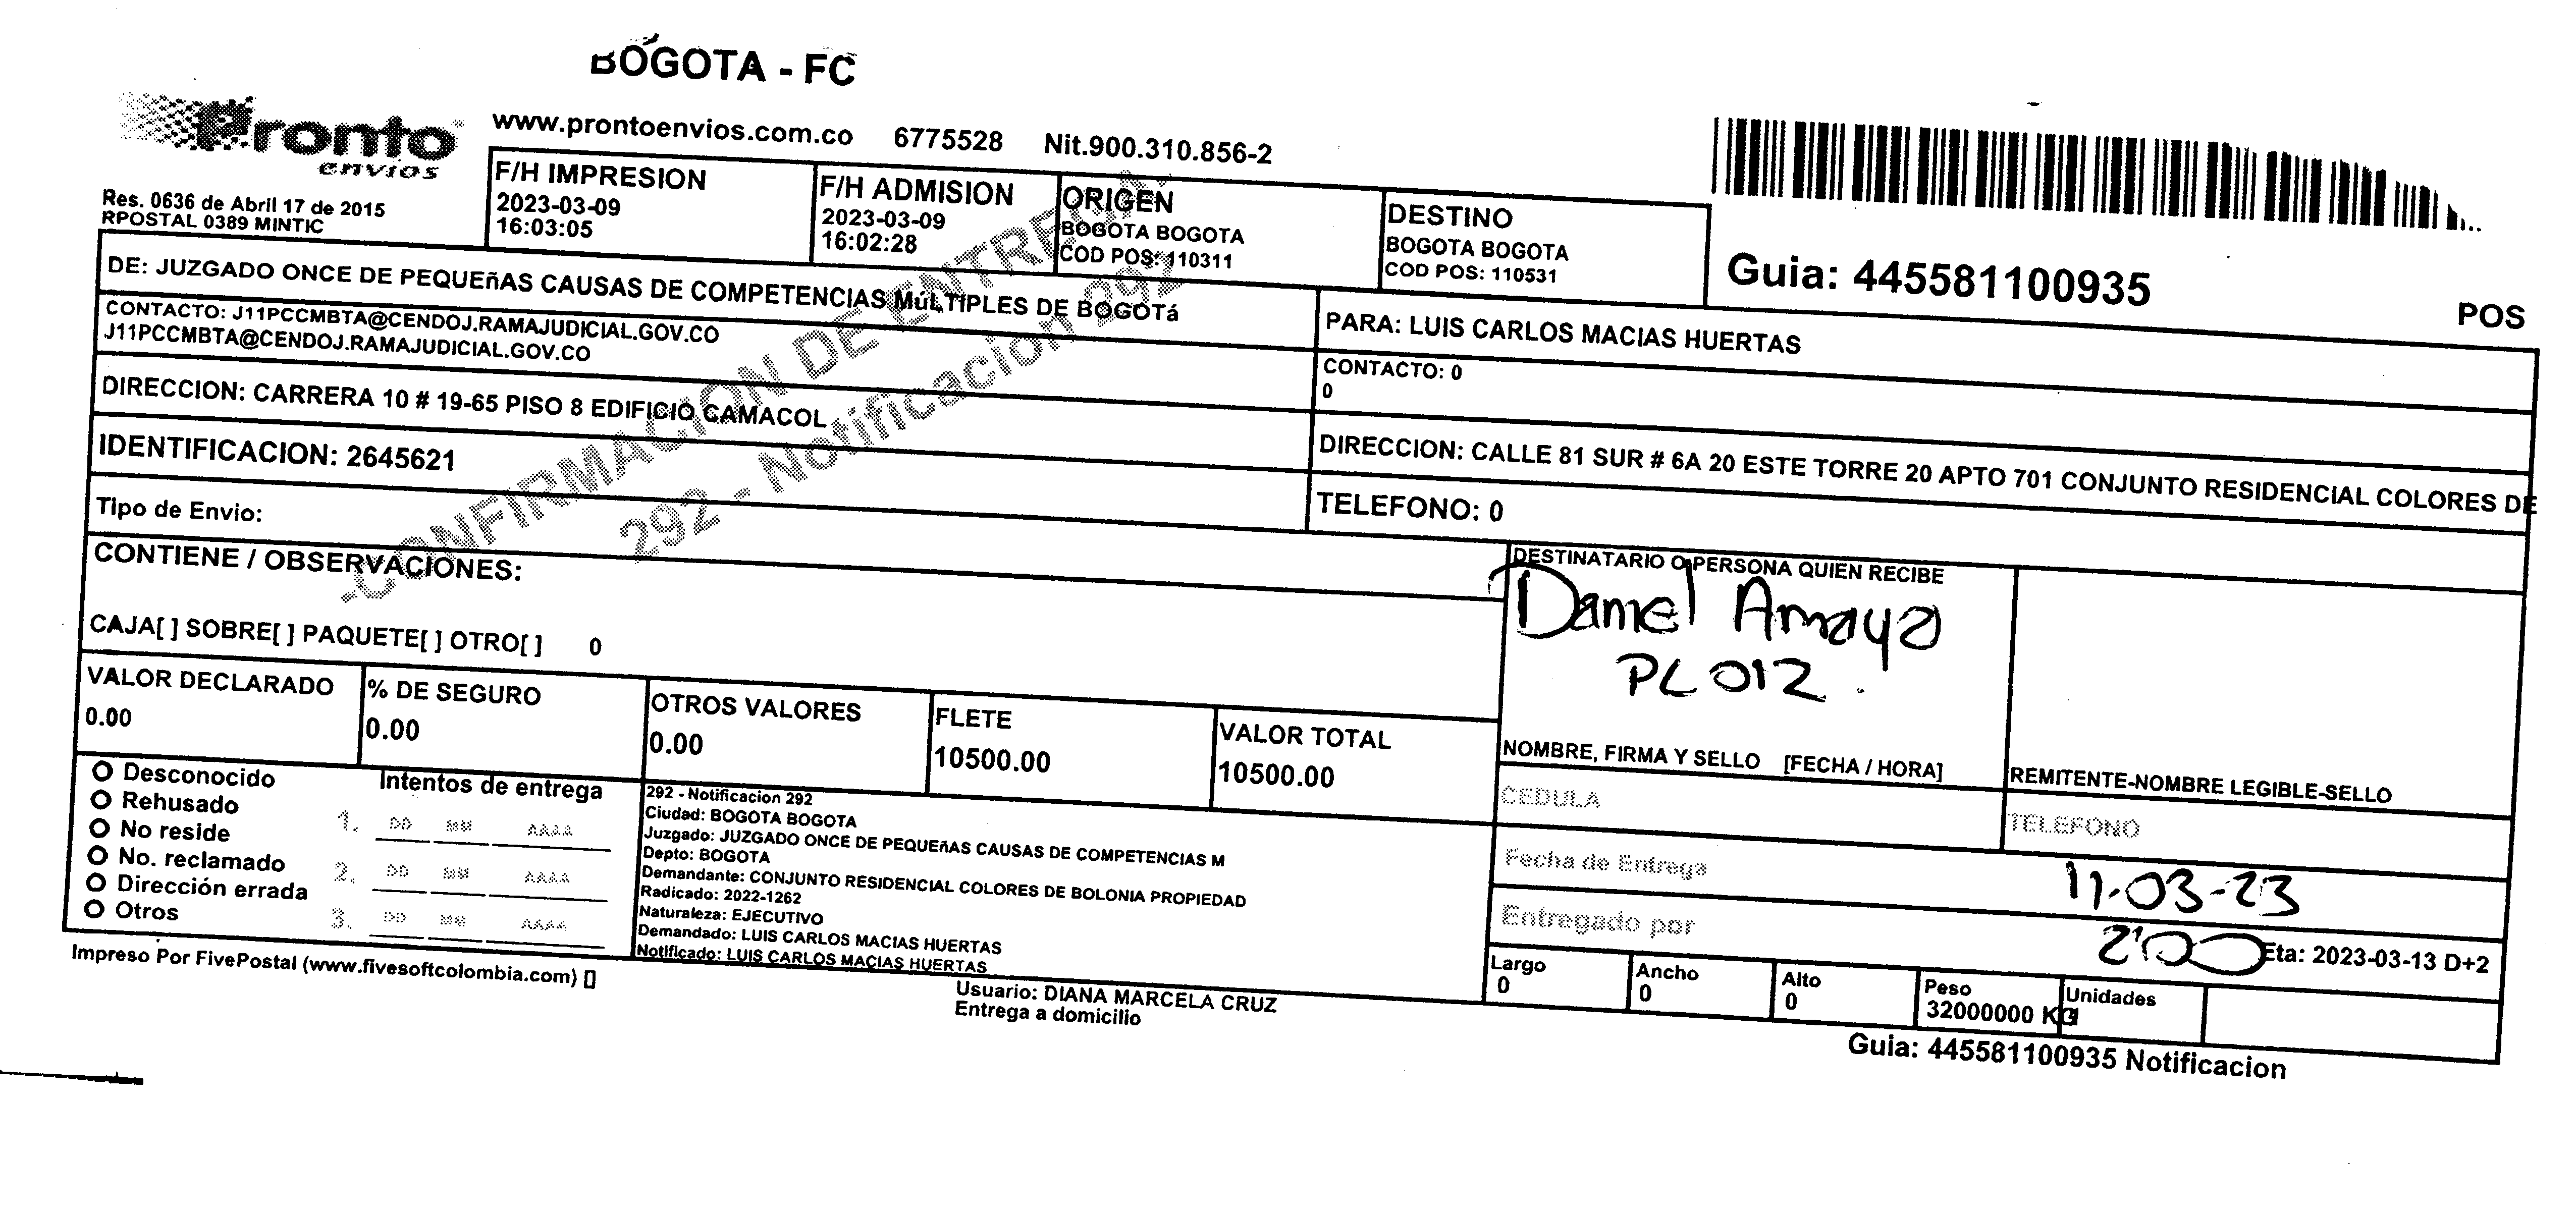 BOGOTA - FC
Pronto envios
www.prontoenvios.com.co 6775528 Nit.900.310.856-2
Res. 0636 de Abril 17 de 2015
RPOSTAL 0389 MINTIC
F/H IMPRESION
2023-03-09
16:03:05
F/H ADMISION
2023-03-09
16:02:28
ORIGEN
BOGOTA BOGOTA
COD POS: 110311
DESTINO
BOGOTA BOGOTA
COD POS: 110531
Guia: 445581100935
POS
DE: JUZGADO ONCE DE PEQUEñAS CAUSAS DE COMPETENCIAS MúLTIPLES DE BOGOTá
CONTACTO: J11PCCMBTA@CENDOJ.RAMAJUDICIAL.GOV.CO
J11PCCMBTA@CENDOJ.RAMAJUDICIAL.GOV.CO
DIRECCION: CARRERA 10 # 19-65 PISO 8 EDIFICIO CAMACOL
IDENTIFICACION: 2645621
Tipo de Envio:
PARA: LUIS CARLOS MACIAS HUERTAS
CONTACTO: 0
0
DIRECCION: CALLE 81 SUR # 6A 20 ESTE TORRE 20 APTO 701 CONJUNTO RESIDENCIAL COLORES DE
TELEFONO: 0
-CONFIRMACION DE ENTREGA-
292 - Notificacion 292
CONTIENE / OBSERVACIONES:
CAJA[ ] SOBRE[ ] PAQUETE[ ] OTRO[ ] 0
VALOR DECLARADO
0.00
% DE SEGURO
0.00
OTROS VALORES
0.00
FLETE
10500.00
VALOR TOTAL
10500.00
DESTINATARIO O PERSONA QUIEN RECIBE
Daniel Amaya
PL 012
NOMBRE, FIRMA Y SELLO [FECHA / HORA]
REMITENTE-NOMBRE LEGIBLE-SELLO
CEDULA
TELEFONO
Fecha de Entrega
11-03-23
Entregado por
2:00
Eta: 2023-03-13 D+2
Desconocido
Rehusado
No reside
No. reclamado
Dirección errada
Otros
Intentos de entrega
1. DD MM AAAA
2. DD MM AAAA
3. DD MM AAAA
292 - Notificacion 292
Ciudad: BOGOTA BOGOTA
Juzgado: JUZGADO ONCE DE PEQUEñAS CAUSAS DE COMPETENCIAS M
Depto: BOGOTA
Demandante: CONJUNTO RESIDENCIAL COLORES DE BOLONIA PROPIEDAD
Radicado: 2022-1262
Naturaleza: EJECUTIVO
Demandado: LUIS CARLOS MACIAS HUERTAS
Notificado: LUIS CARLOS MACIAS HUERTAS
Largo
0
Ancho
0
Alto
0
Peso
32000000 KG
Unidades
1
Impreso Por FivePostal (www.fivesoftcolombia.com) []
Usuario: DIANA MARCELA CRUZ
Entrega a domicilio
Guia: 445581100935 Notificacion